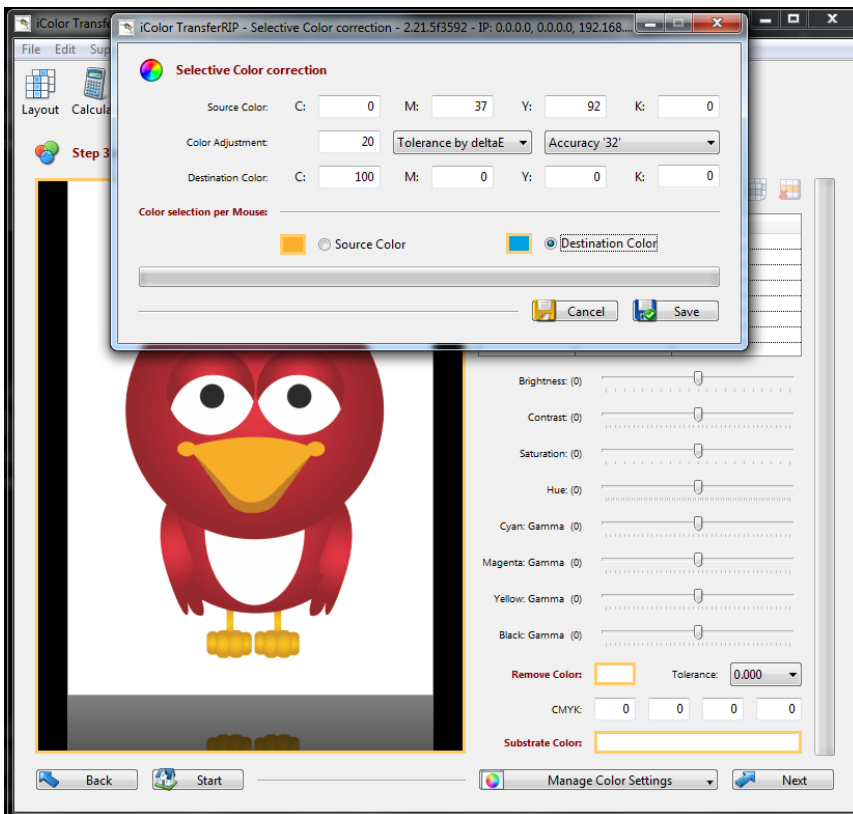 iColor Transfe
iColor TransferRIP - Selective Color correction - 2.21.5f3592 - IP: 0.0.0.0, 0.0.0.0, 192.168....
File Edit Sup
Selective Color correction
Source Color: C: 0 M: 37 Y: 92 K: 0
Layout Calcula
Color Adjustment: 20 Tolerance by deltaE Accuracy '32'
Step 3
Destination Color: C: 100 M: 0 Y: 0 K: 0
Color selection per Mouse:
Source Color Destination Color
Cancel Save
Brightness: (0)
Contrast: (0)
Saturation: (0)
Hue: (0)
Cyan: Gamma (0)
Magenta: Gamma (0)
Yellow: Gamma (0)
Black: Gamma (0)
Remove Color: Tolerance: 0.000
CMYK: 0 0 0 0
Substrate Color:
Back Start Manage Color Settings Next